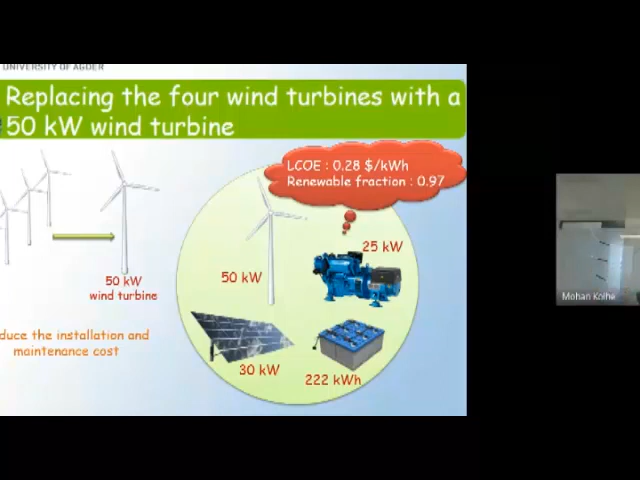 UNIVERSITY OF AGDER
Replacing the four wind turbines with a
50 kW wind turbine
LCOE : 0.28 $/kWh
Renewable fraction : 0.97
25 kW
50 kW
50 kW
wind turbine
duce the installation and
maintenance cost
30 kW
222 kWh
Mohan Kolhe